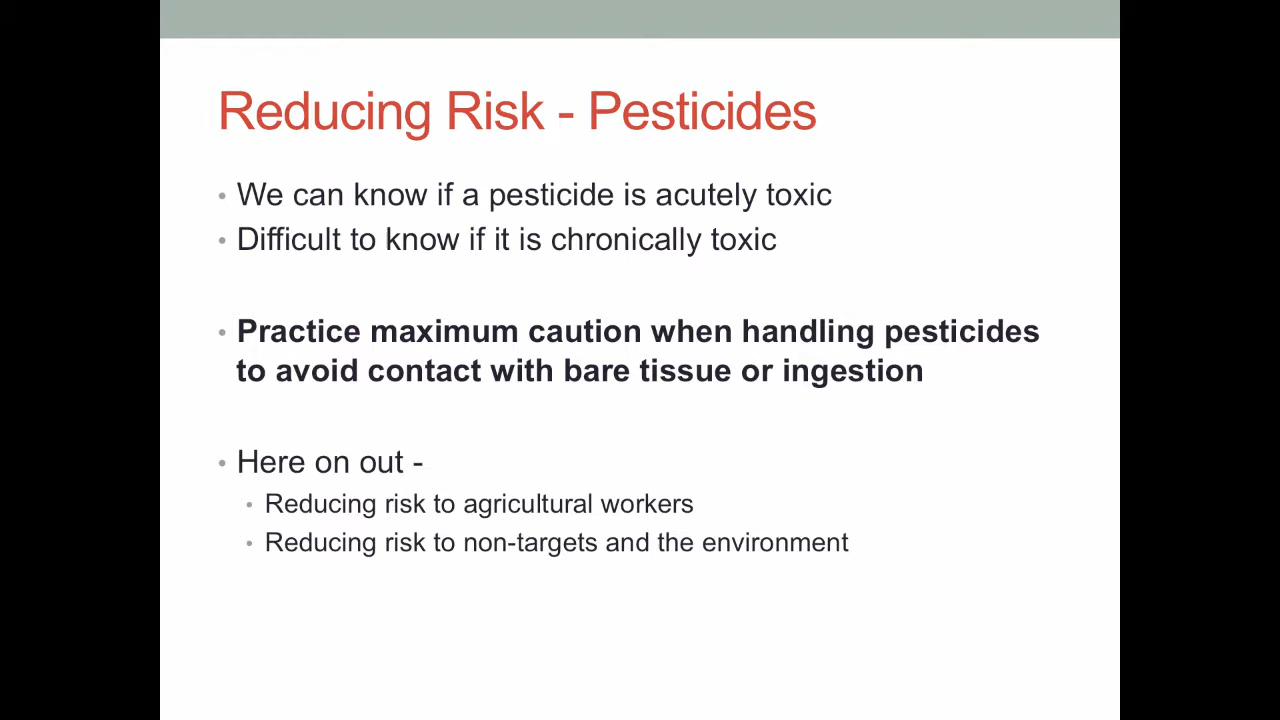 Reducing Risk - Pesticides
• We can know if a pesticide is acutely toxic
• Difficult to know if it is chronically toxic
• Practice maximum caution when handling pesticides
to avoid contact with bare tissue or ingestion
• Here on out -
• Reducing risk to agricultural workers
• Reducing risk to non-targets and the environment